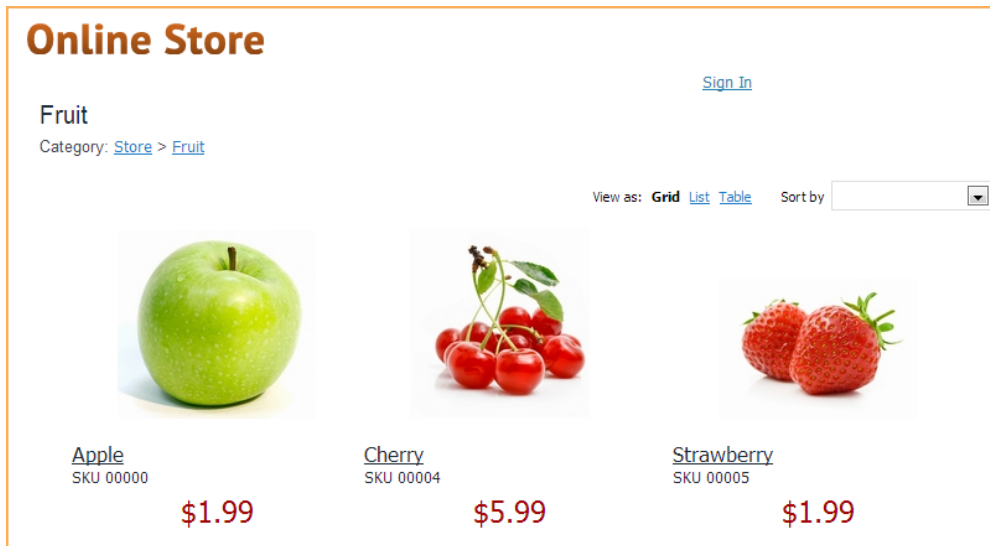 Online Store
Sign In
Fruit
Category: Store > Fruit
View as: Grid List Table Sort by
Apple Cherry Strawberry
SKU 00000 SKU 00004 SKU 00005
$1.99 $5.99 $1.99